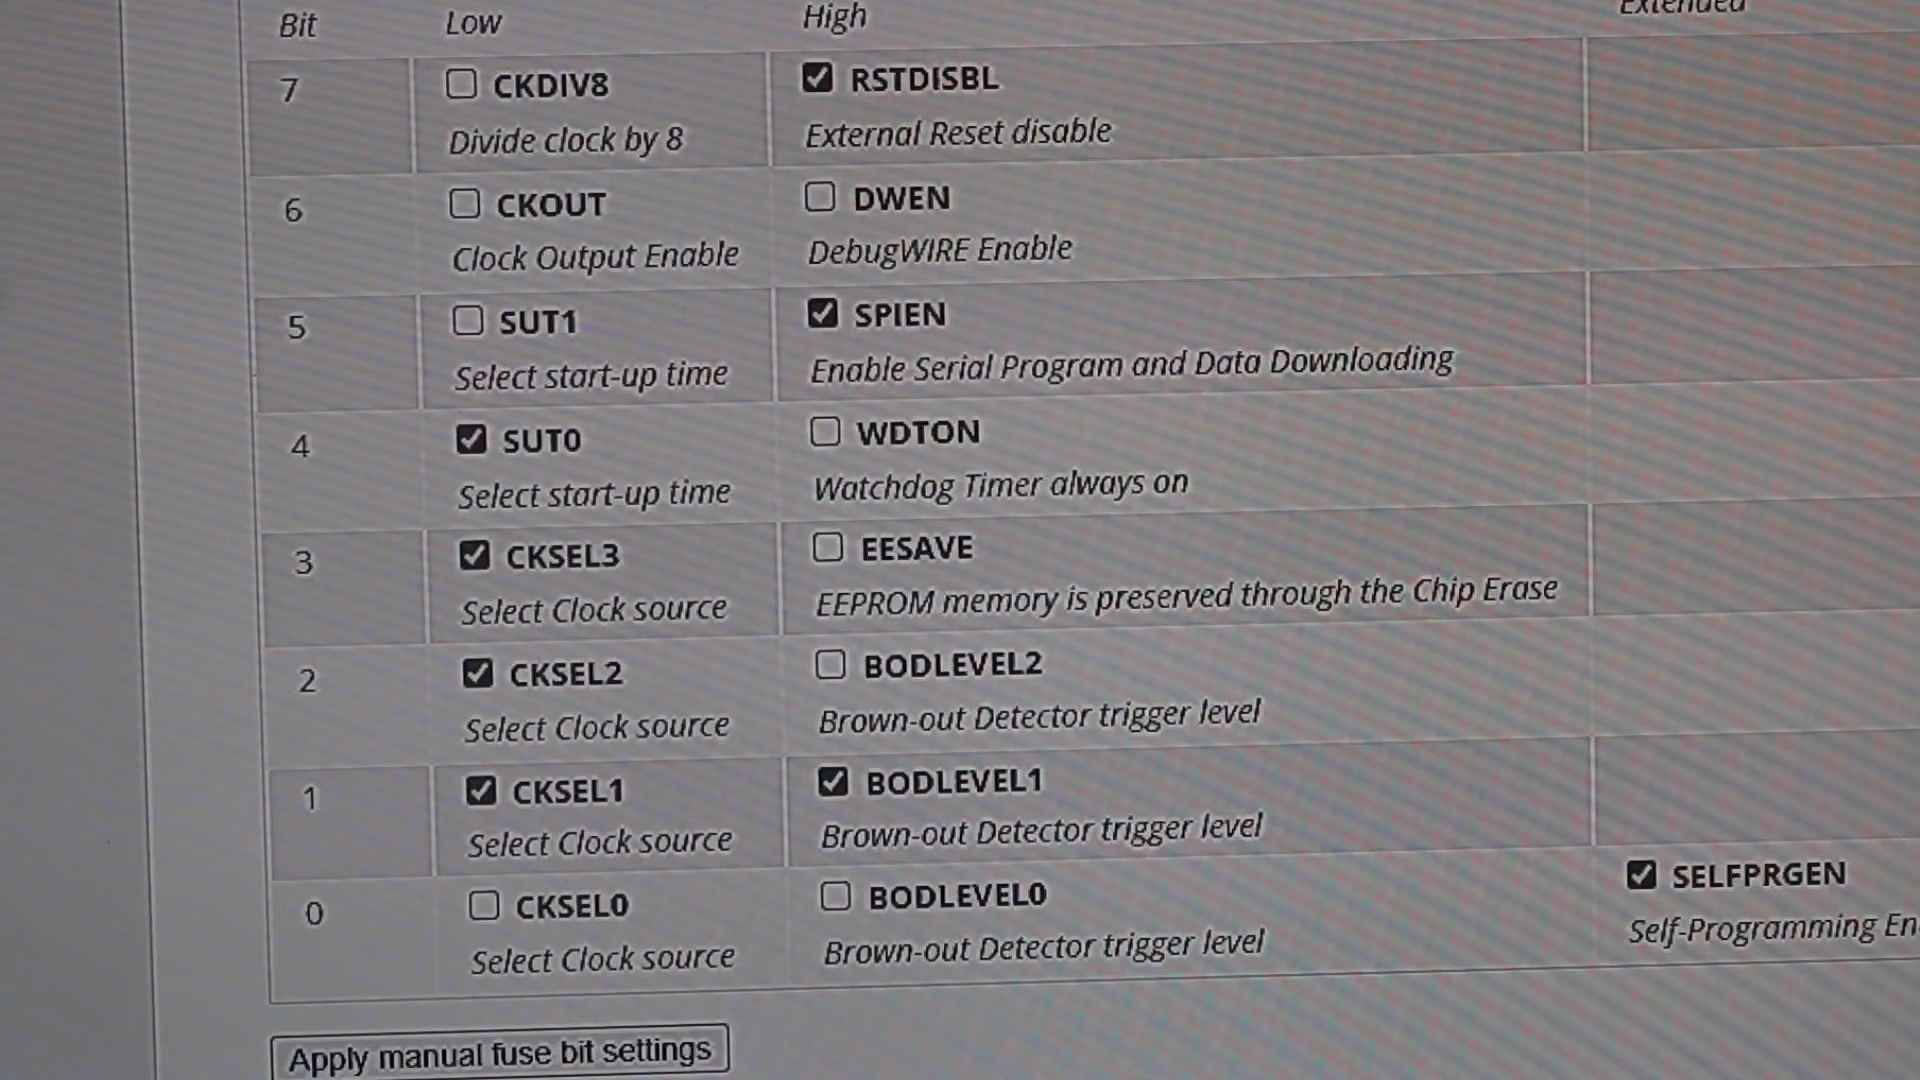 Bit Low High Extended
7 CKDIV8 RSTDISBL
Divide clock by 8 External Reset disable
6 CKOUT DWEN
Clock Output Enable DebugWIRE Enable
5 SUT1 SPIEN
Select start-up time Enable Serial Program and Data Downloading
4 SUT0 WDTON
Select start-up time Watchdog Timer always on
3 CKSEL3 EESAVE
Select Clock source EEPROM memory is preserved through the Chip Erase
2 CKSEL2 BODLEVEL2
Select Clock source Brown-out Detector trigger level
1 CKSEL1 BODLEVEL1
Select Clock source Brown-out Detector trigger level
0 CKSEL0 BODLEVEL0 SELFPRGEN
Select Clock source Brown-out Detector trigger level Self-Programming En
Apply manual fuse bit settings